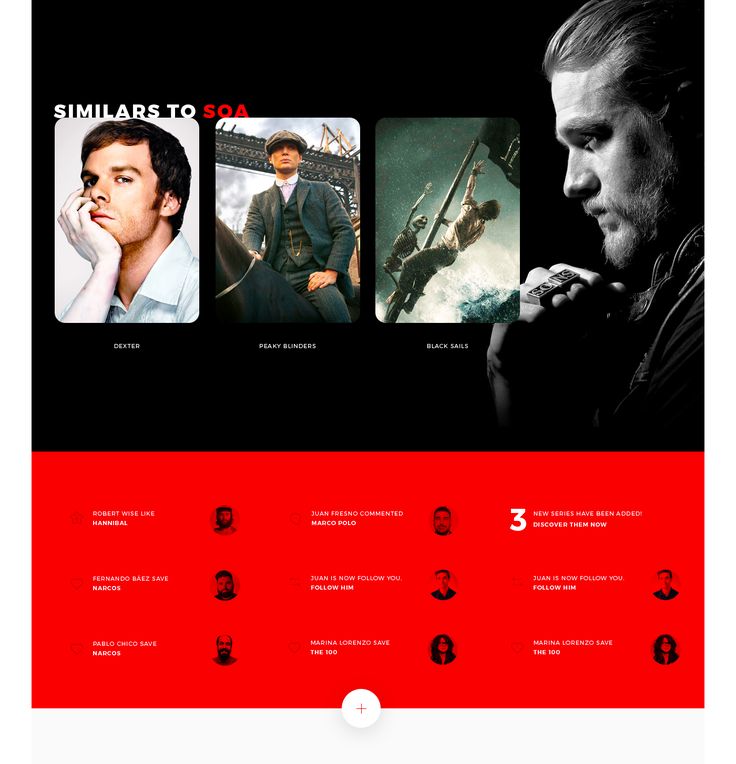 SIMILARS TO SOA
DEXTER
PEAKY BLINDERS
BLACK SAILS
ROBERT WISE LIKE
HANNIBAL
JUAN FRESNO COMMENTED
MARCO POLO
3
NEW SERIES HAVE BEEN ADDED!
DISCOVER THEM NOW
FERNANDO BÁEZ SAVE
NARCOS
JUAN IS NOW FOLLOW YOU.
FOLLOW HIM
JUAN IS NOW FOLLOW YOU.
FOLLOW HIM
PABLO CHICO SAVE
NARCOS
MARINA LORENZO SAVE
THE 100
MARINA LORENZO SAVE
THE 100
+